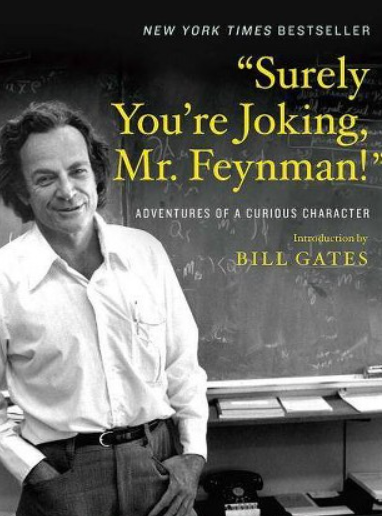 NEW YORK TIMES BESTSELLER
“Surely
You’re Joking,
Mr. Feynman!”
ADVENTURES OF A CURIOUS CHARACTER
Introduction by
BILL GATES